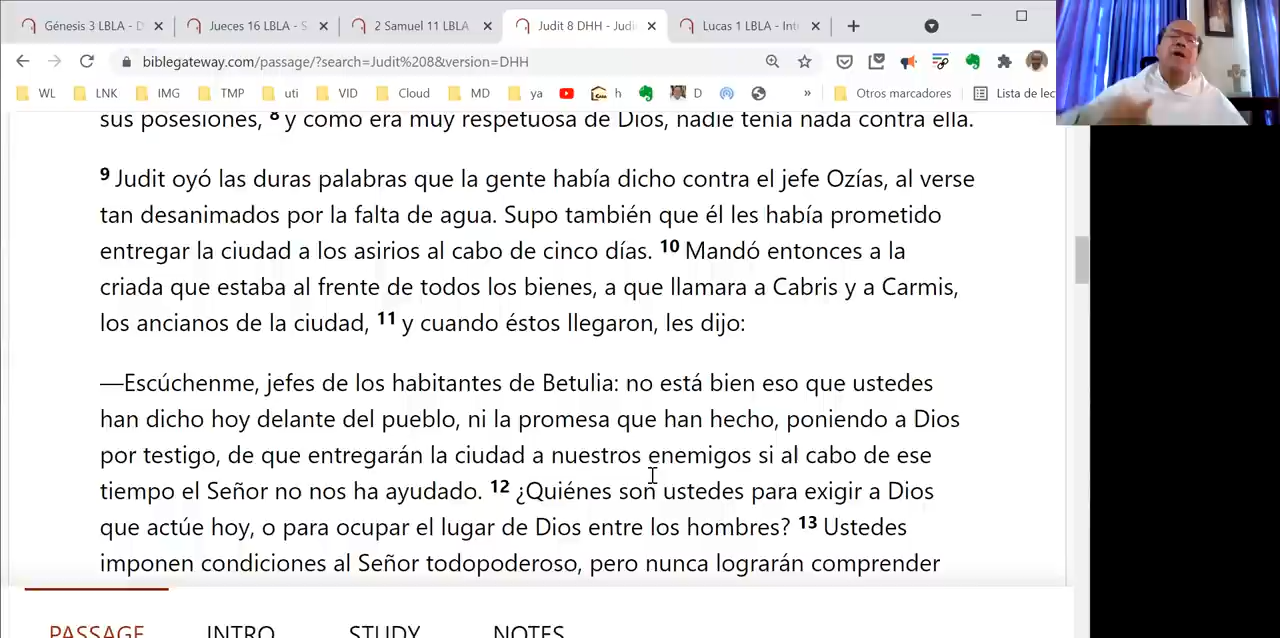 Génesis 3 LBLA - D
Jueces 16 LBLA - S
2 Samuel 11 LBLA
Judit 8 DHH - Judi
Lucas 1 LBLA - Int
biblegateway.com/passage/?search=Judit%208&version=DHH
WL LNK IMG TMP uti VID Cloud MD ya h D » Otros marcadores Lista de lec
sus posesiones, 8 y como era muy respetuosa de Dios, nadie tenía nada contra ella.
9 Judit oyó las duras palabras que la gente había dicho contra el jefe Ozías, al verse
tan desanimados por la falta de agua. Supo también que él les había prometido
entregar la ciudad a los asirios al cabo de cinco días. 10 Mandó entonces a la
criada que estaba al frente de todos los bienes, a que llamara a Cabris y a Carmis,
los ancianos de la ciudad, 11 y cuando éstos llegaron, les dijo:
—Escúchenme, jefes de los habitantes de Betulia: no está bien eso que ustedes
han dicho hoy delante del pueblo, ni la promesa que han hecho, poniendo a Dios
por testigo, de que entregarán la ciudad a nuestros enemigos si al cabo de ese
tiempo el Señor no nos ha ayudado. 12 ¿Quiénes son ustedes para exigir a Dios
que actúe hoy, o para ocupar el lugar de Dios entre los hombres? 13 Ustedes
imponen condiciones al Señor todopoderoso, pero nunca lograrán comprender
PASSAGE INTRO STUDY NOTES